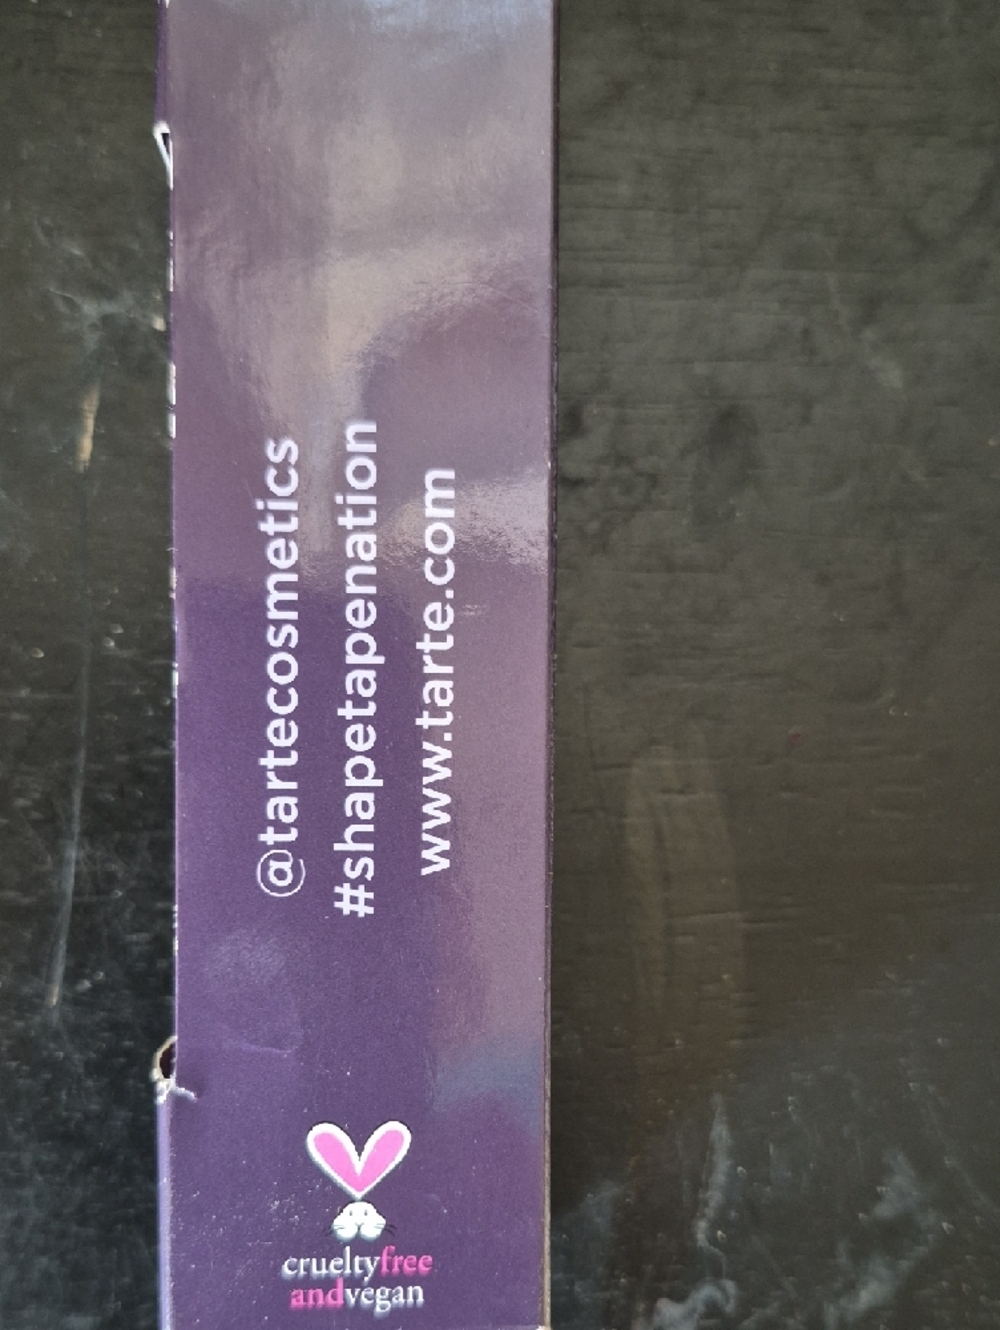 @tartecosmetics
#shapetapenation
www.tarte.com
crueltyfree
andvegan